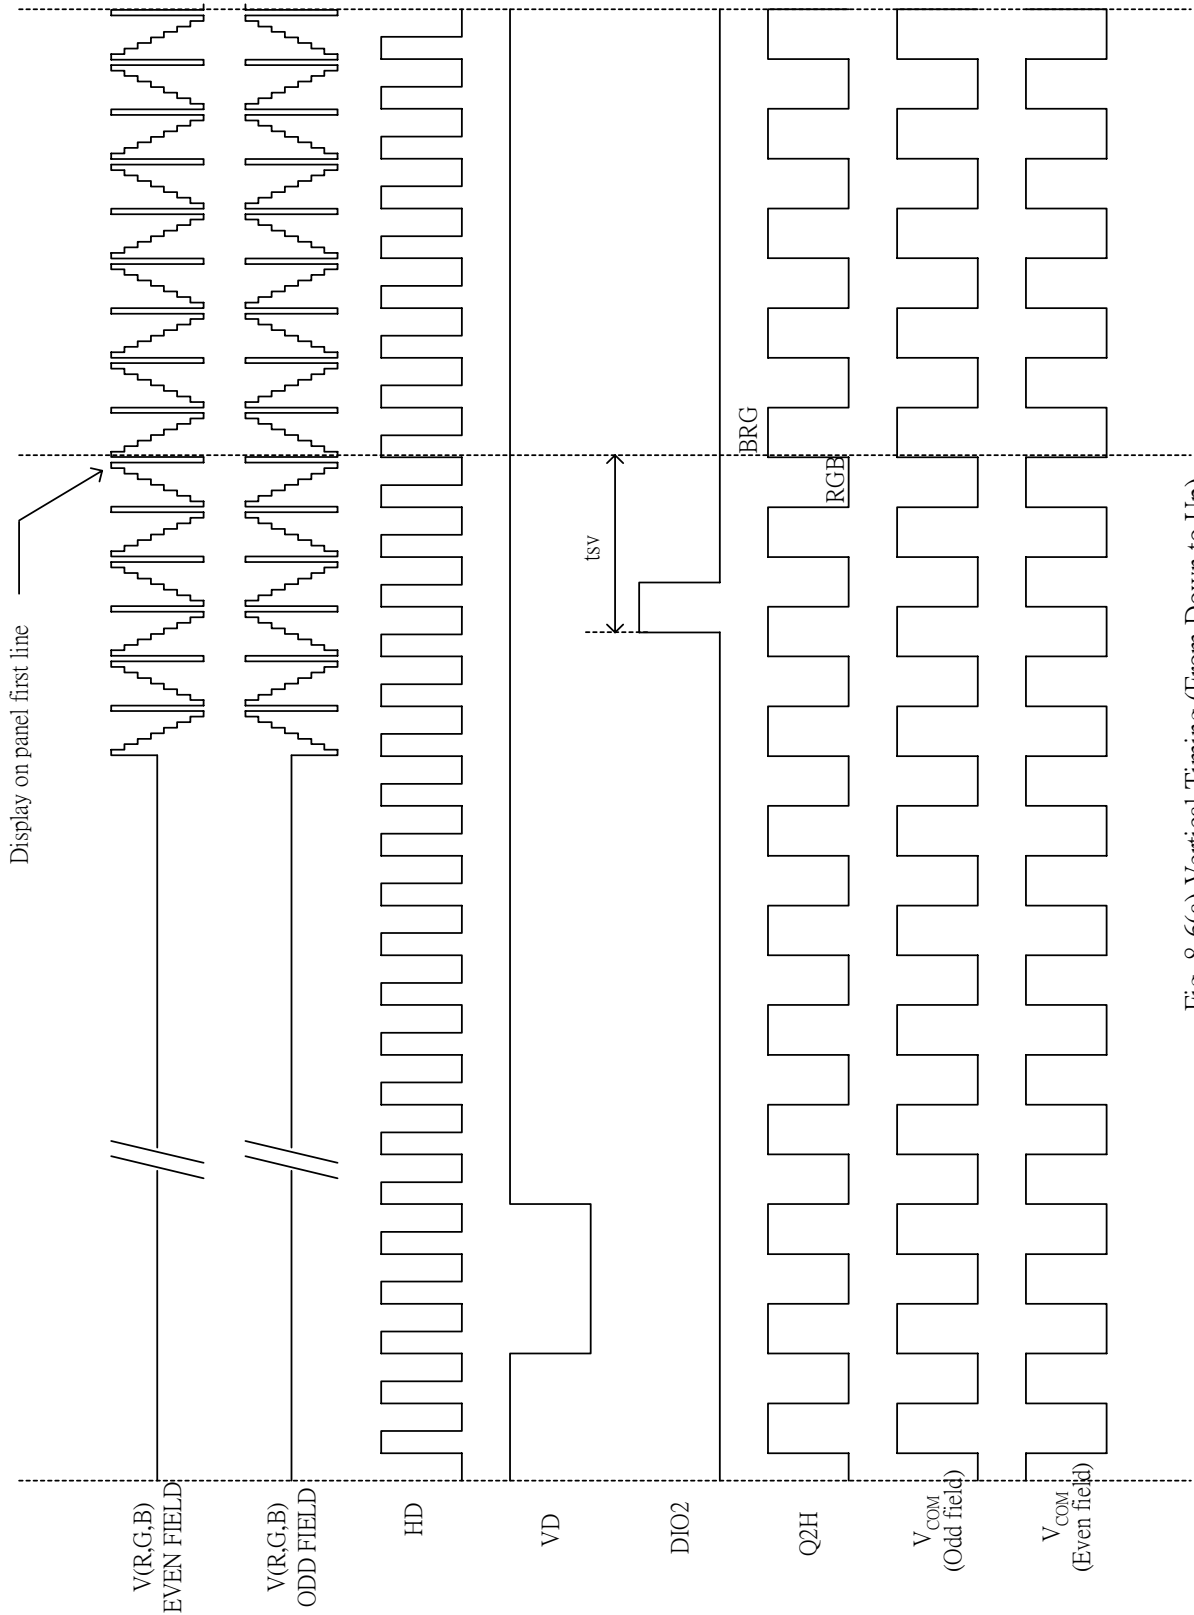 Display on panel first line
V(R,G,B)
EVEN FIELD
V(R,G,B)
ODD FIELD
HD
VD
tsv
DIO2
BRG
RGB
Q2H
VCOM
(Odd field)
VCOM
(Even field)
Fig. 8-6(c) Vertical Timing (From Down to Up)